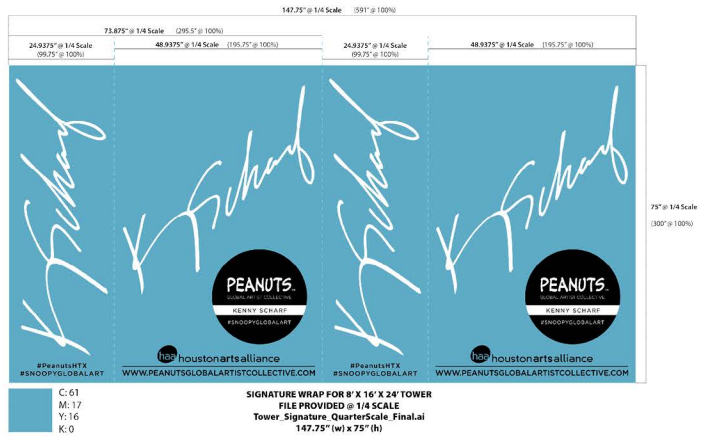 147.75" @ 1/4 Scale (591" @ 100%)
73.875" @ 1/4 Scale (295.5" @ 100%)
24.9375" @ 1/4 Scale
(99.75" @ 100%)
48.9375" @ 1/4 Scale (195.75" @ 100%)
24.9375" @ 1/4 Scale
(99.75" @ 100%)
48.9375" @ 1/4 Scale (195.75" @ 100%)
K Scharf
#PeanutsHTX
#SNOOPYGLOBALART
K Scharf
PEANUTS™
GLOBAL ARTIST COLLECTIVE
KENNY SCHARF
#SNOOPYGLOBALART
haa houstonartsalliance
WWW.PEANUTSGLOBALARTISTCOLLECTIVE.COM
K Scharf
#PeanutsHTX
#SNOOPYGLOBALART
K Scharf
PEANUTS™
GLOBAL ARTIST COLLECTIVE
KENNY SCHARF
#SNOOPYGLOBALART
haa houstonartsalliance
WWW.PEANUTSGLOBALARTISTCOLLECTIVE.COM
75" @ 1/4 Scale
(300" @ 100%)
C: 61
M: 17
Y: 16
K: 0
SIGNATURE WRAP FOR 8' X 16' X 24' TOWER
FILE PROVIDED @ 1/4 SCALE
Tower_Signature_QuarterScale_Final.ai
147.75" (w) x 75" (h)